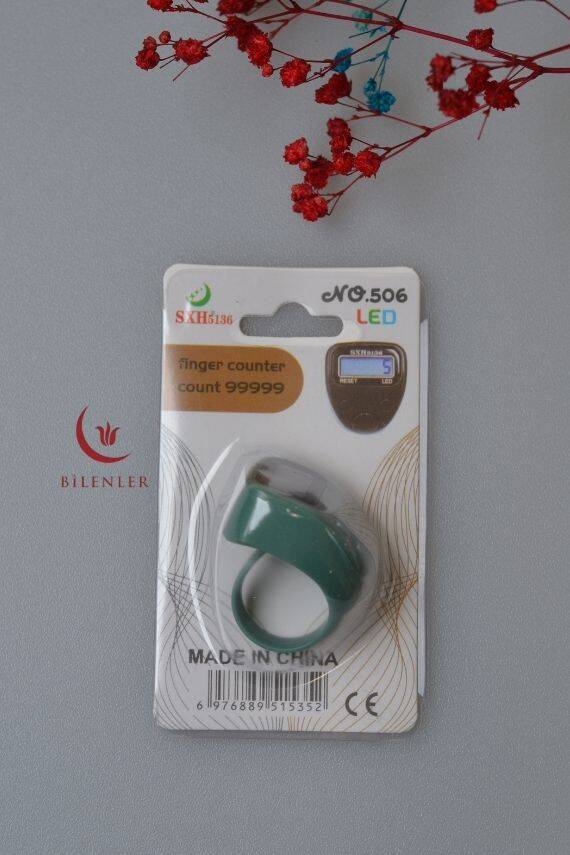 SXH5136
NO.506
LED
finger counter
count 99999
SXH5136
5
RESET
LED
BİLENLER
MADE IN CHINA
6 976889 515352
CE